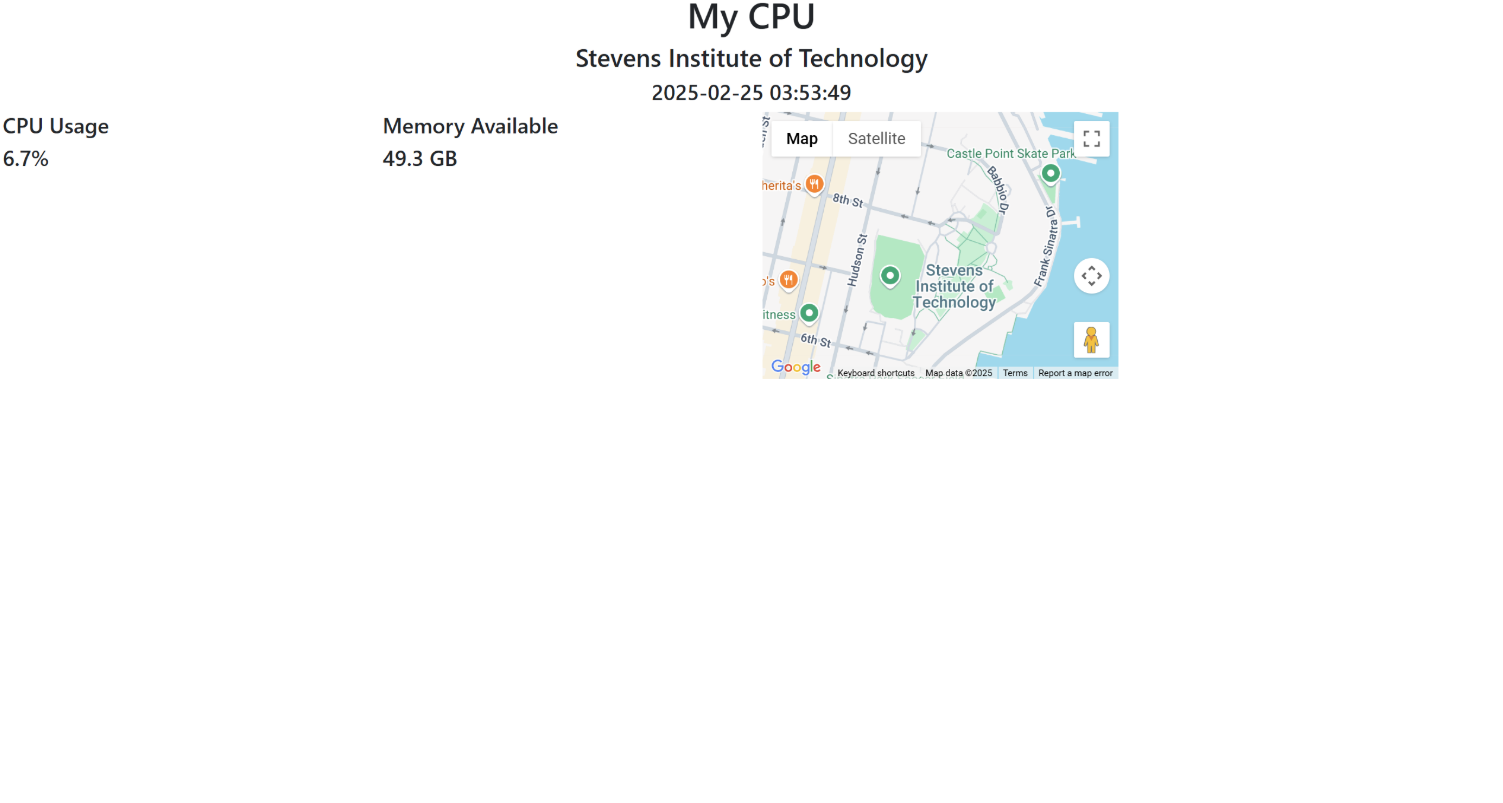 My CPU
Stevens Institute of Technology
2025-02-25 03:53:49
CPU Usage
6.7%
Memory Available
49.3 GB
Map
Satellite
Castle Point Skate Park
Babbio Dr
herita's
8th St
Hudson St
Frank Sinatra Dr
Stevens
Institute of
Technology
o's
itness
6th St
Google
Keyboard shortcuts
Map data ©2025
Terms
Report a map error